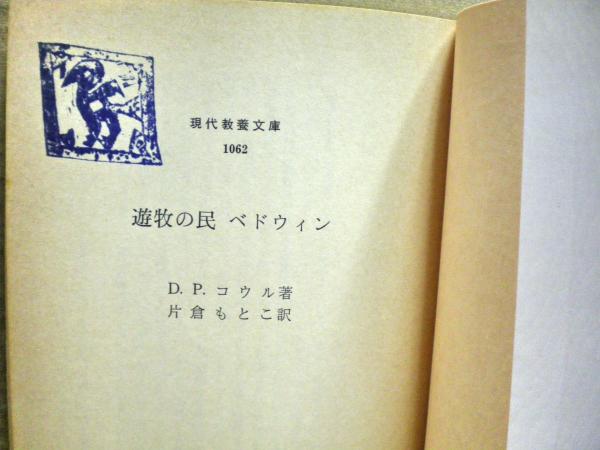 現代教養文庫
1062
遊牧の民 ベドウィン
D. P. コウル著
片倉もとこ訳